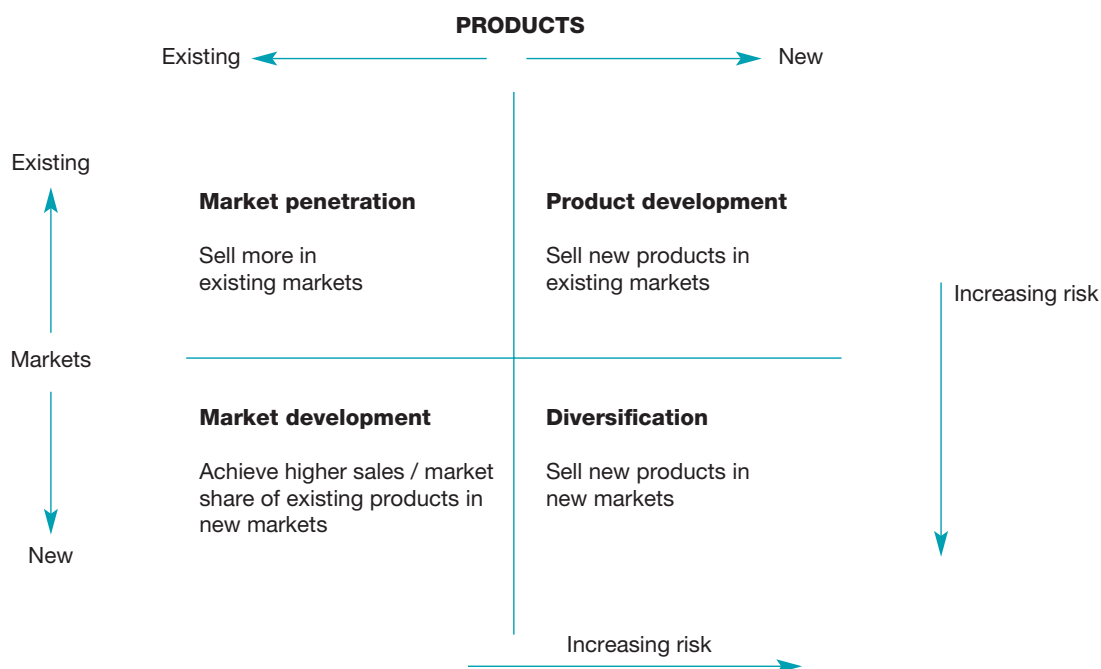 PRODUCTS
Existing
New
Existing
Market penetration
Product development
Sell more in
existing markets
Sell new products in
existing markets
Increasing risk
Markets
Market development
Diversification
Achieve higher sales / market
share of existing products in
new markets
Sell new products in
new markets
New
Increasing risk